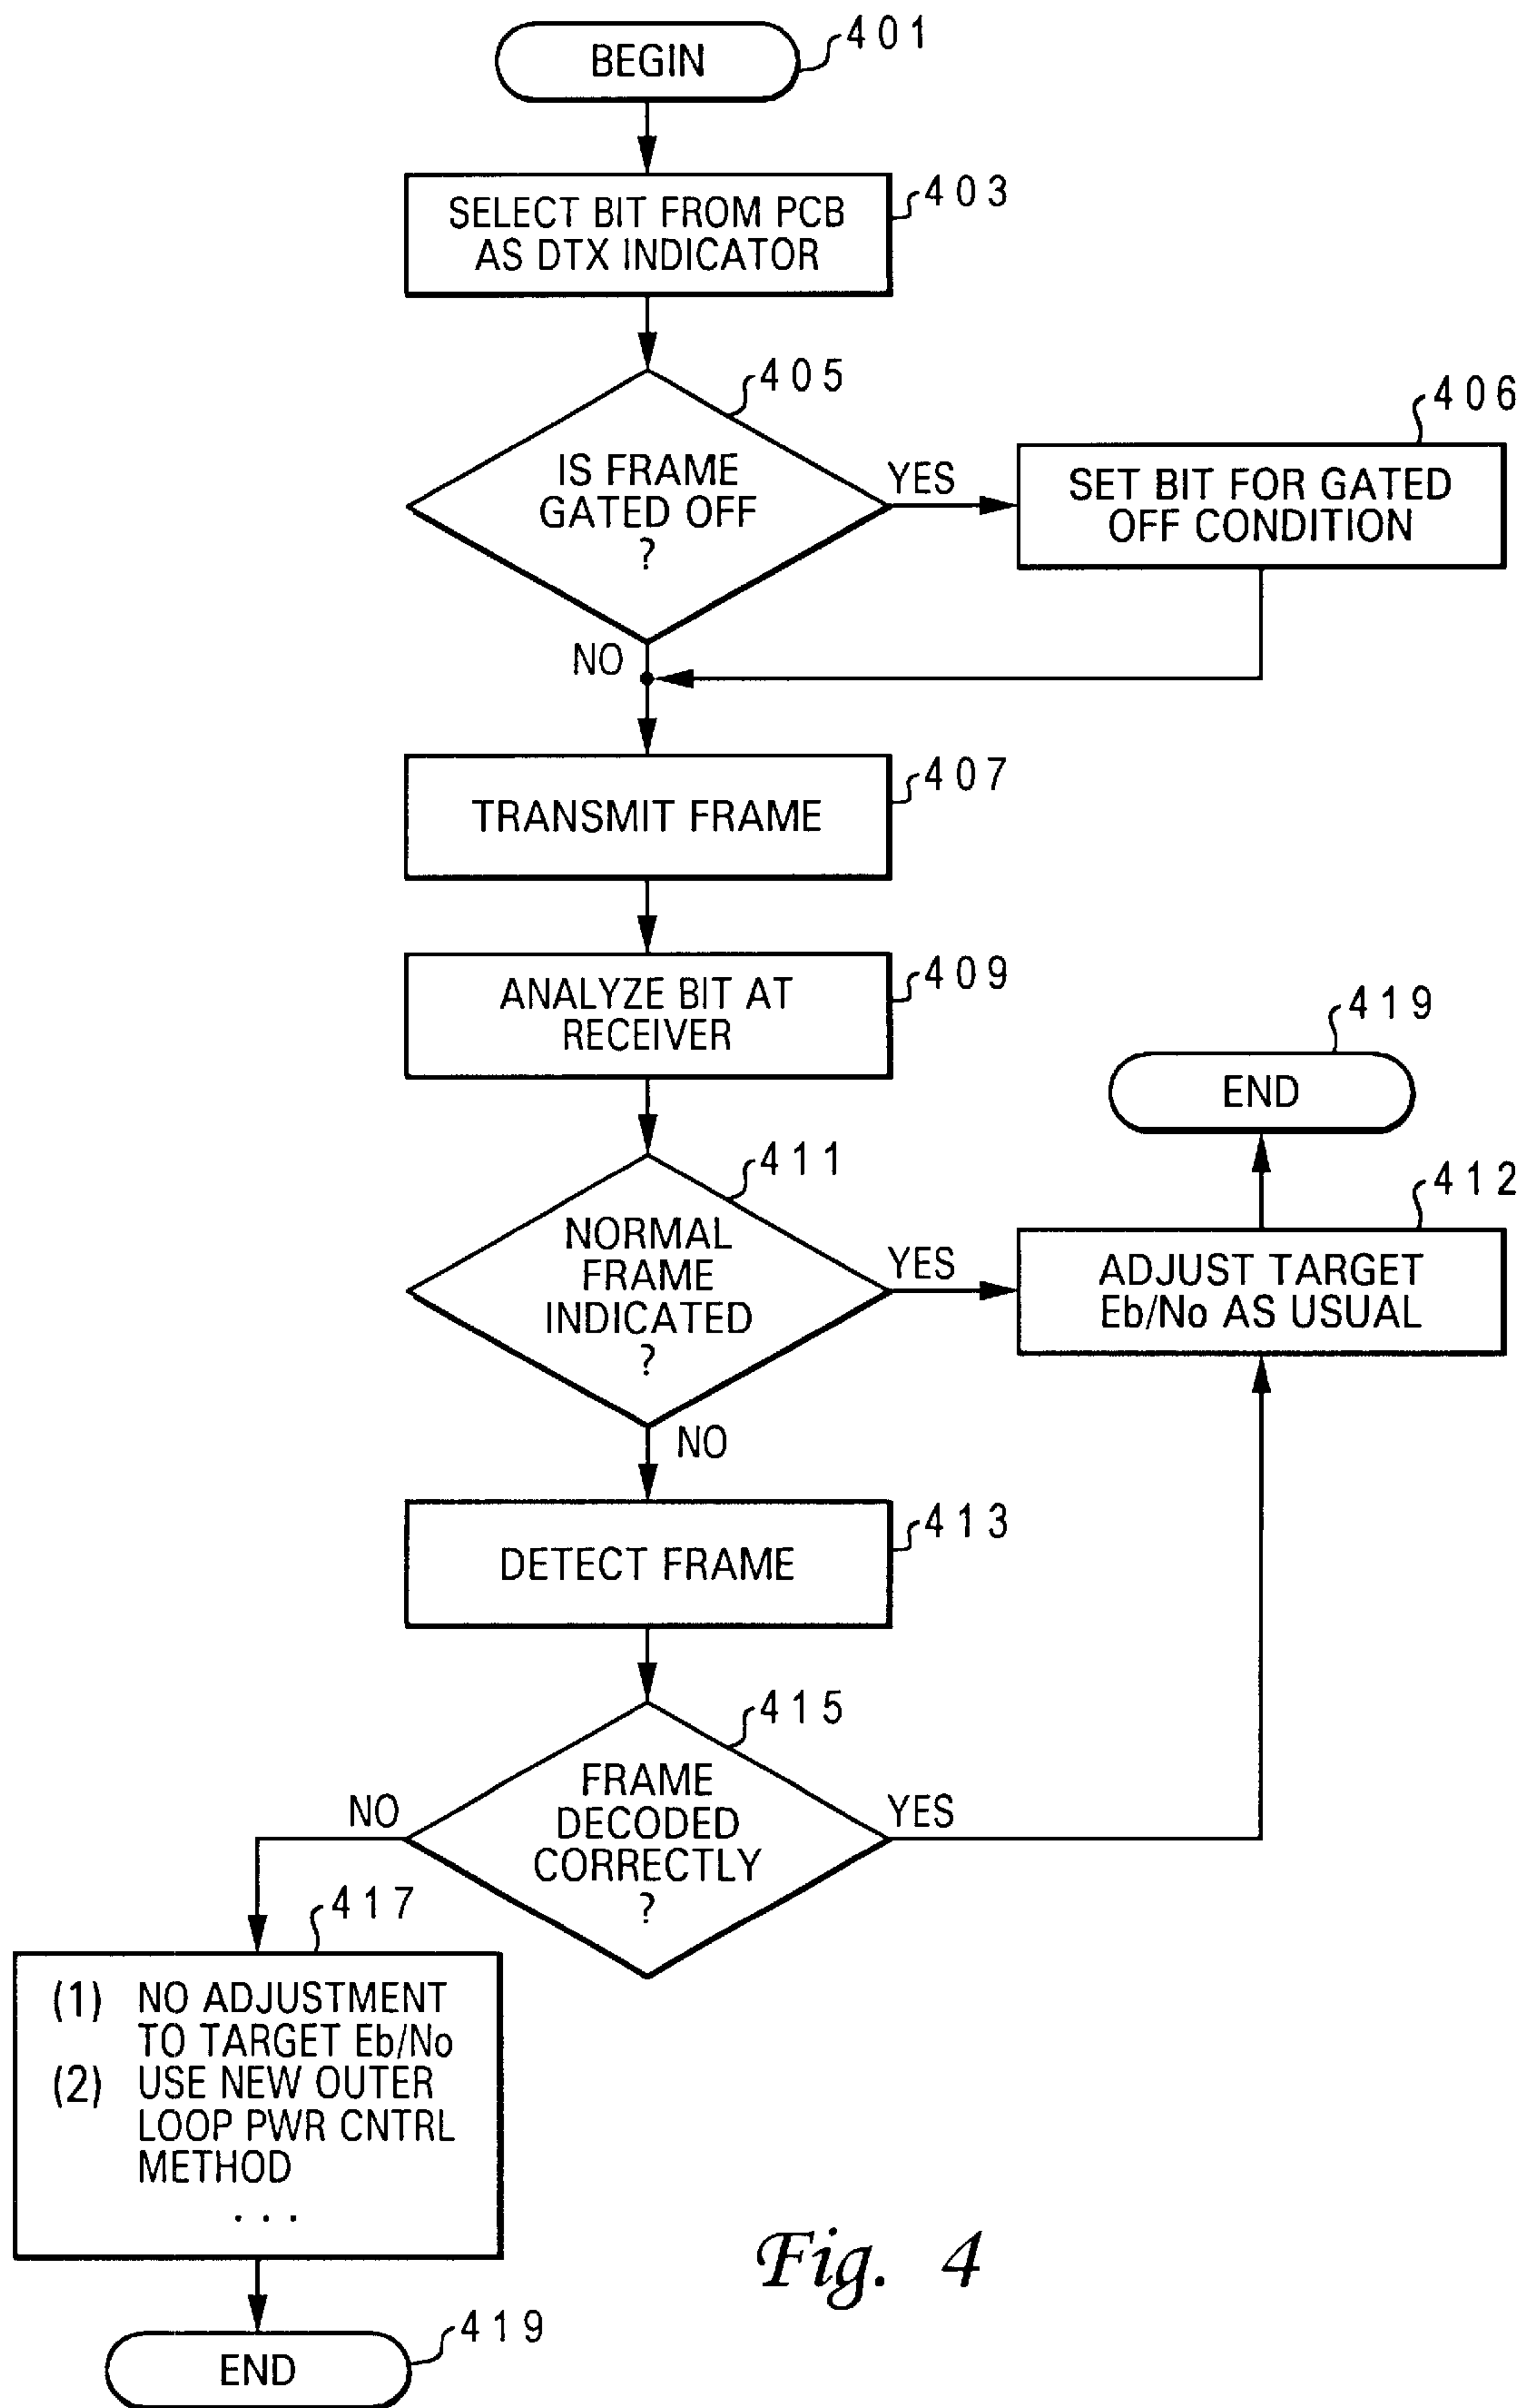 BEGIN
401
SELECT BIT FROM PCB
AS DTX INDICATOR
403
405
IS FRAME
GATED OFF
?
YES
NO
406
SET BIT FOR GATED
OFF CONDITION
TRANSMIT FRAME
407
ANALYZE BIT AT
RECEIVER
409
419
END
411
NORMAL
FRAME
INDICATED
?
YES
NO
412
ADJUST TARGET
Eb/No AS USUAL
DETECT FRAME
413
415
FRAME
DECODED
CORRECTLY
?
NO
YES
417
(1) NO ADJUSTMENT
TO TARGET Eb/No
(2) USE NEW OUTER
LOOP PWR CNTRL
METHOD
. . .
END
419
Fig. 4